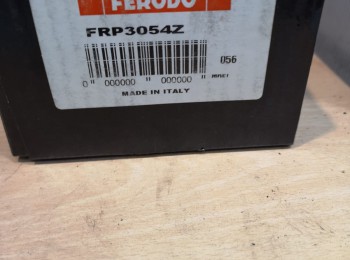 FERODO
FRP3054Z
056
0 000000 000000
MADE IN ITALY